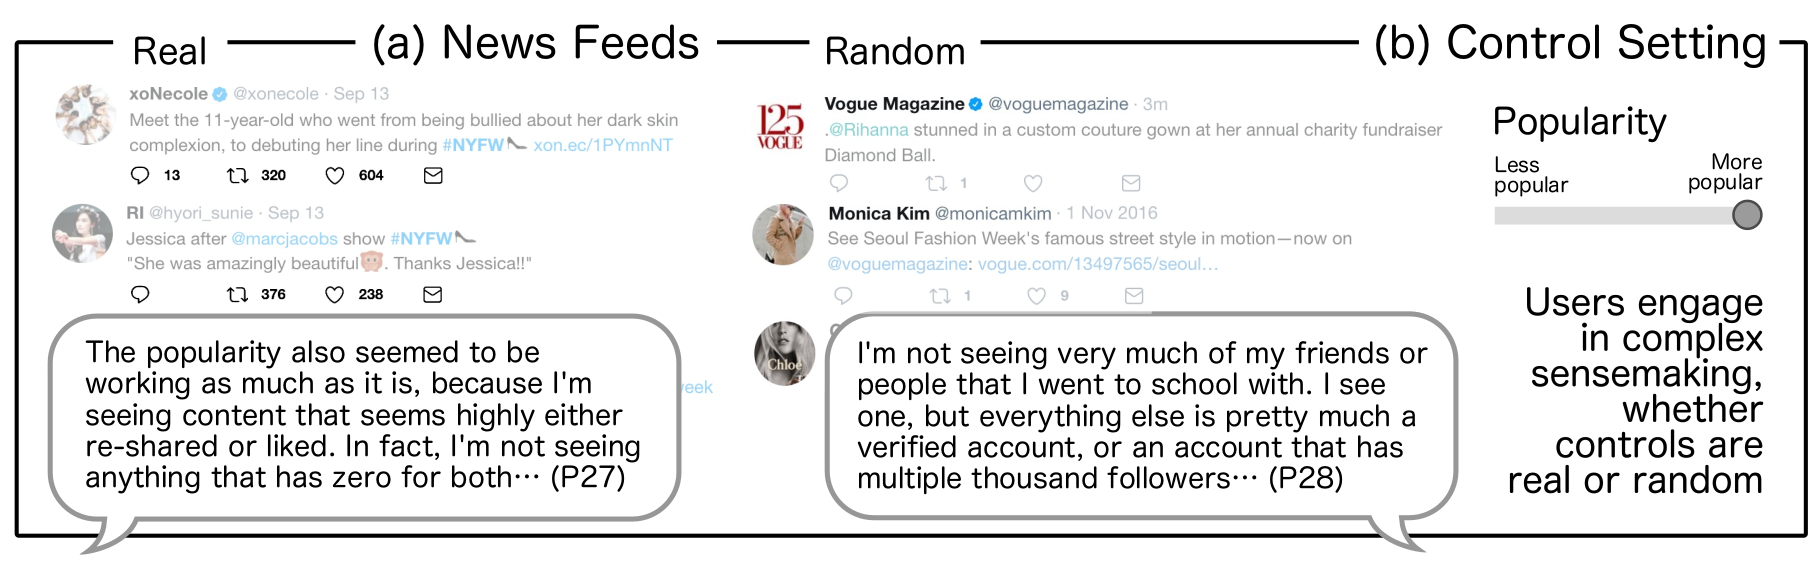 Real
(a) News Feeds
Random
(b) Control Setting
xoNecole @xonecole · Sep 13
Meet the 11-year-old who went from being bullied about her dark skin
complexion, to debuting her line during #NYFW xon.ec/1PYmnNT
13 320 604
RI @hyori_sunie · Sep 13
Jessica after @marcjacobs show #NYFW
"She was amazingly beautiful. Thanks Jessica!!"
376 238
The popularity also seemed to be
working as much as it is, because I'm
seeing content that seems highly either
re-shared or liked. In fact, I'm not seeing
anything that has zero for both… (P27)
week
125
VOGUE
Vogue Magazine @voguemagazine · 3m
.@Rihanna stunned in a custom couture gown at her annual charity fundraiser
Diamond Ball.
1
Monica Kim @monicamkim · 1 Nov 2016
See Seoul Fashion Week's famous street style in motion—now on
@voguemagazine: vogue.com/13497565/seoul…
1 9
Chloé
I'm not seeing very much of my friends or
people that I went to school with. I see
one, but everything else is pretty much a
verified account, or an account that has
multiple thousand followers… (P28)
Popularity
Less
popular
More
popular
Users engage
in complex
sensemaking,
whether
controls are
real or random